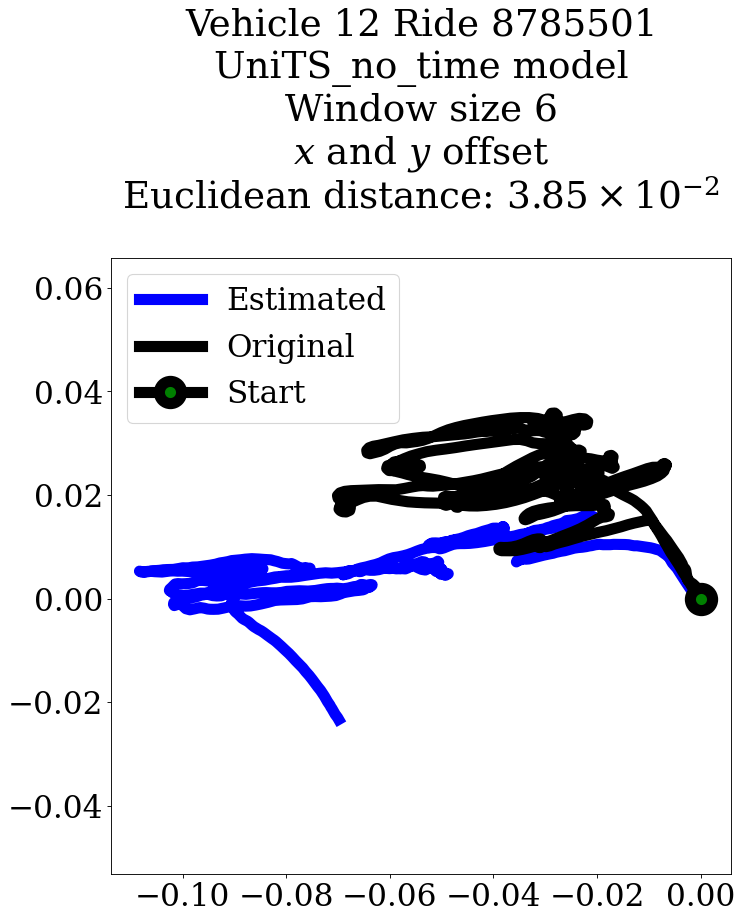 Vehicle 12 Ride 8785501
UniTS_no_time model
Window size 6
x and y offset
Euclidean distance: 3.85 × 10⁻²
Estimated
Original
Start
0.06
0.04
0.02
0.00
−0.02
−0.04
−0.10 −0.08 −0.06 −0.04 −0.02 0.00